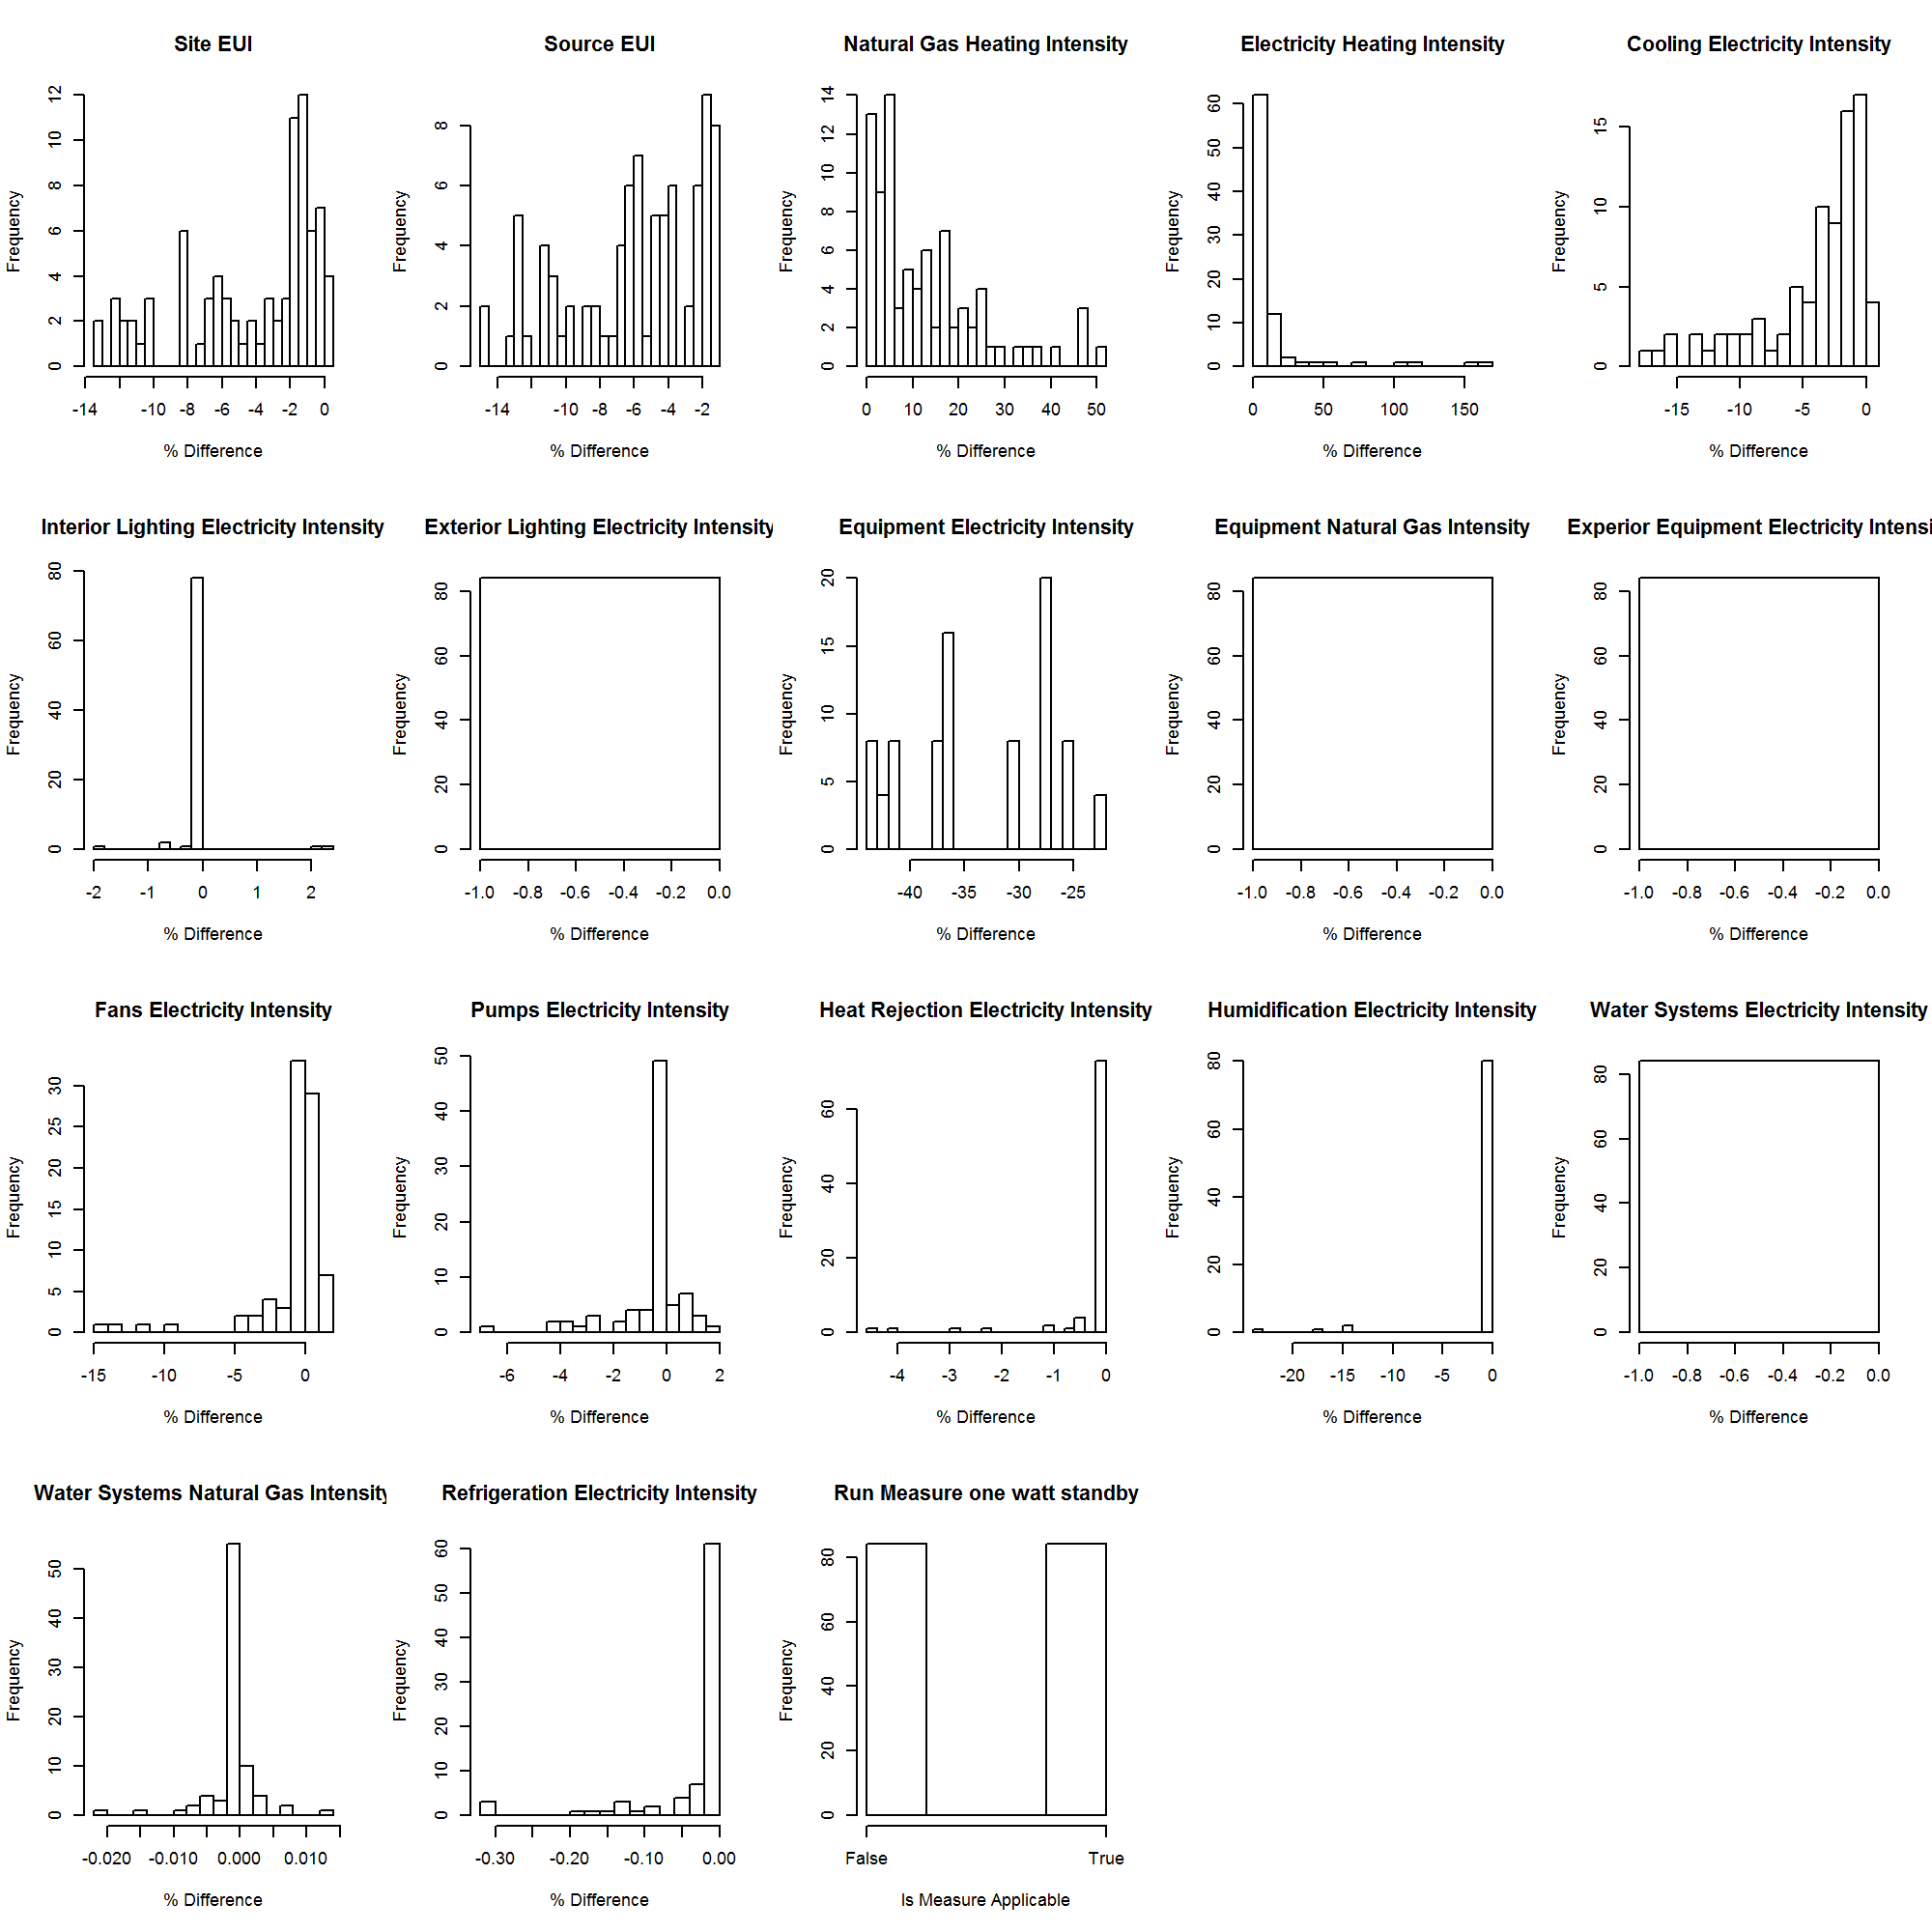 Site EUI
Frequency
0 2 4 6 8 10 12
-14 -10 -8 -6 -4 -2 0
% Difference
Source EUI
Frequency
0 2 4 6 8
-14 -10 -8 -6 -4 -2
% Difference
Natural Gas Heating Intensity
Frequency
0 2 4 6 8 10 12 14
0 10 20 30 40 50
% Difference
Electricity Heating Intensity
Frequency
0 10 20 30 40 50 60
0 50 100 150
% Difference
Cooling Electricity Intensity
Frequency
0 5 10 15
-15 -10 -5 0
% Difference
Interior Lighting Electricity Intensity
Frequency
0 20 40 60 80
-2 -1 0 1 2
% Difference
Exterior Lighting Electricity Intensity
Frequency
0 20 40 60 80
-1.0 -0.8 -0.6 -0.4 -0.2 0.0
% Difference
Equipment Electricity Intensity
Frequency
0 5 10 15 20
-40 -35 -30 -25
% Difference
Equipment Natural Gas Intensity
Frequency
0 20 40 60 80
-1.0 -0.8 -0.6 -0.4 -0.2 0.0
% Difference
Experior Equipment Electricity Intensi
Frequency
0 20 40 60 80
-1.0 -0.8 -0.6 -0.4 -0.2 0.0
% Difference
Fans Electricity Intensity
Frequency
0 5 10 15 20 25 30
-15 -10 -5 0
% Difference
Pumps Electricity Intensity
Frequency
0 10 20 30 40 50
-6 -4 -2 0 2
% Difference
Heat Rejection Electricity Intensity
Frequency
0 20 40 60
-4 -3 -2 -1 0
% Difference
Humidification Electricity Intensity
Frequency
0 20 40 60 80
-20 -15 -10 -5 0
% Difference
Water Systems Electricity Intensity
Frequency
0 20 40 60 80
-1.0 -0.8 -0.6 -0.4 -0.2 0.0
% Difference
Water Systems Natural Gas Intensity
Frequency
0 10 20 30 40 50
-0.020 -0.010 0.000 0.010
% Difference
Refrigeration Electricity Intensity
Frequency
0 10 20 30 40 50 60
-0.30 -0.20 -0.10 0.00
% Difference
Run Measure one watt standby
Frequency
0 20 40 60 80
False True
Is Measure Applicable